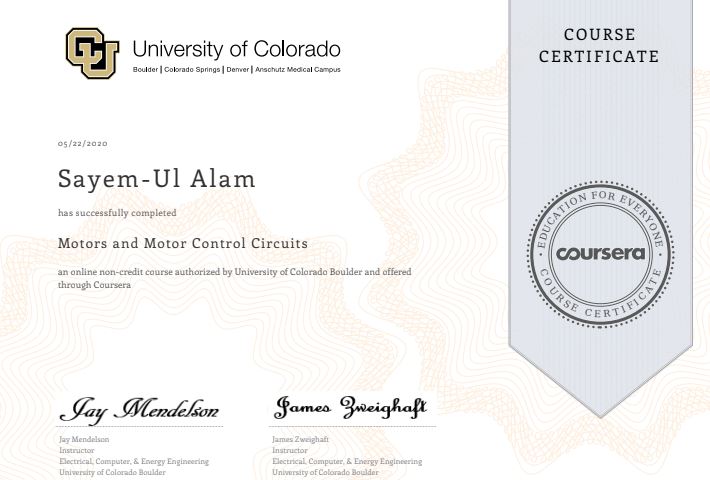 University of Colorado
Boulder | Colorado Springs | Denver | Anschutz Medical Campus
COURSE
CERTIFICATE
05/22/2020
Sayem-Ul Alam
has successfully completed
Motors and Motor Control Circuits
an online non-credit course authorized by University of Colorado Boulder and offered
through Coursera
EDUCATION FOR EVERYONE
coursera
COURSE CERTIFICATE
Jay Mendelson
James Zweighaft
Jay Mendelson
Instructor
Electrical, Computer, & Energy Engineering
University of Colorado Boulder
James Zweighaft
Instructor
Electrical, Computer, & Energy Engineering
University of Colorado Boulder